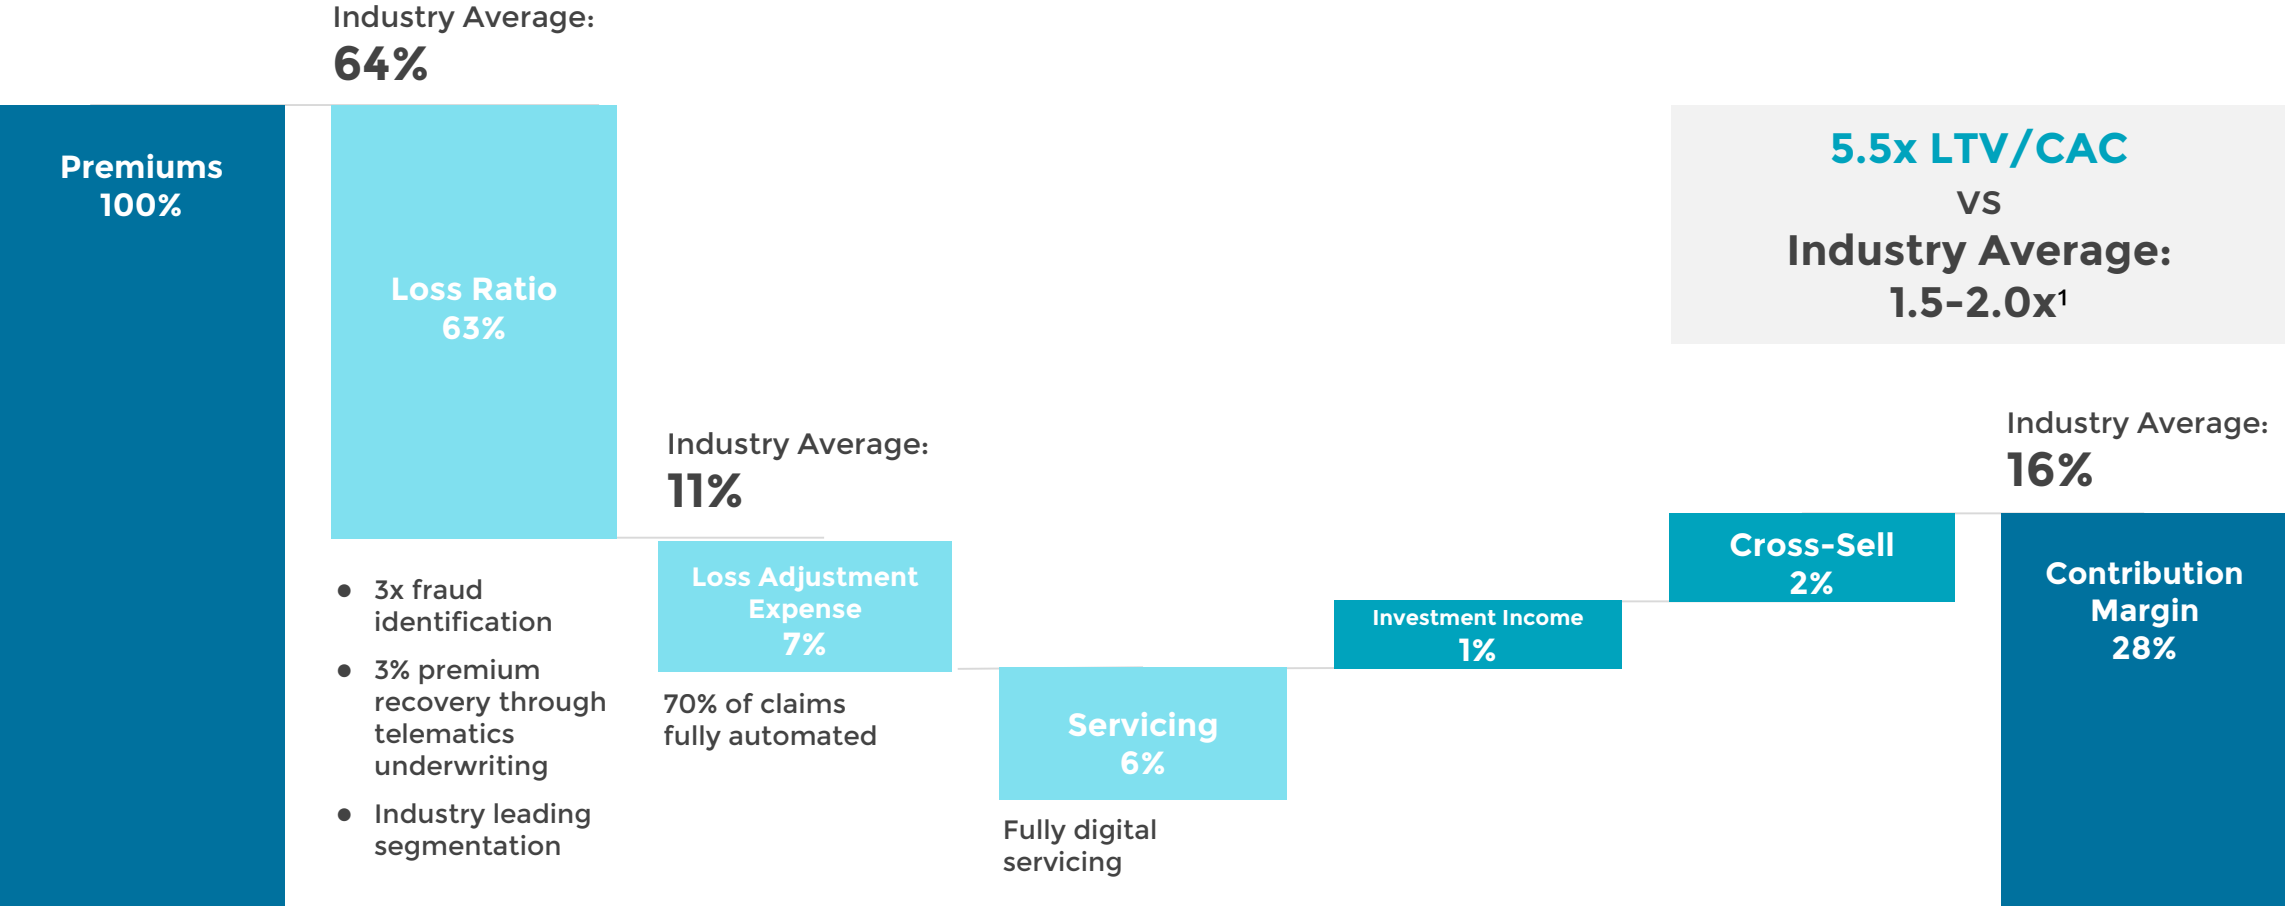 Industry Average:
64%
Premiums
100%
Loss Ratio
63%
● 3x fraud
identification
● 3% premium
recovery through
telematics
underwriting
● Industry leading
segmentation
Industry Average:
11%
Loss Adjustment
Expense
7%
70% of claims
fully automated
Servicing
6%
Fully digital
servicing
Investment Income
1%
Cross-Sell
2%
5.5x LTV/CAC
VS
Industry Average:
1.5-2.0x¹
Industry Average:
16%
Contribution
Margin
28%